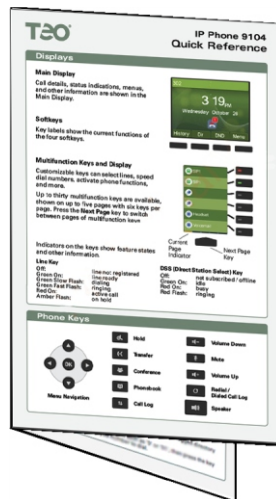 TEO
IP Phone 9104
Quick Reference
Displays
Main Display
Call details, status indications, menus,
and other information are shown in the
Main Display.
3 19 PM
Wednesday October 26
History Dir DND Menu
Softkeys
Key labels show the current functions of
the four softkeys.
Multifunction Keys and Display
Customizable keys can select lines, speed
dial numbers, activate phone functions,
and more.
Up to thirty multifunction keys are available,
shown on up to five pages with six keys per
page. Press the Next Page key to switch
between pages of multifunction keys.
Current
Page
Indicator
Next Page
Key
Indicators on the keys show feature states
and other information.
Line Key
Off: line not registered
Green On: line ready
Green Slow Flash: dialing
Green Fast Flash: ringing
Red On: active call
Amber Flash: on hold
DSS (Direct Station Select) Key
Off: not subscribed / offline
Green On: idle
Red On: busy
Red Flash: ringing
Phone Keys
OK
Menu Navigation
Hold
Transfer
Conference
Phonebook
Call Log
Volume Down
Mute
Volume Up
Redial /
Dialed Call Log
Speaker